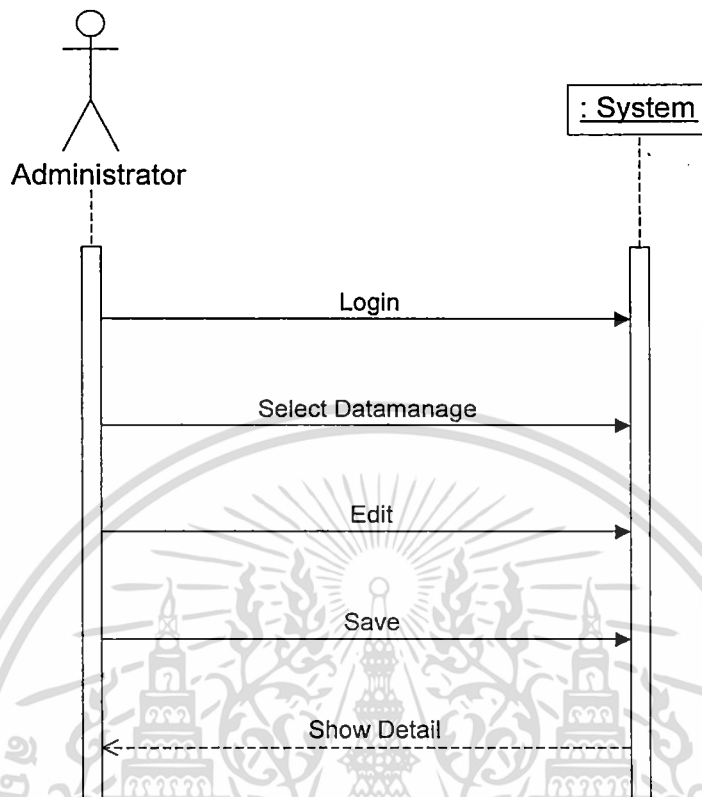 : System
Administrator
Login
Select Datamanage
Edit
Save
Show Detail